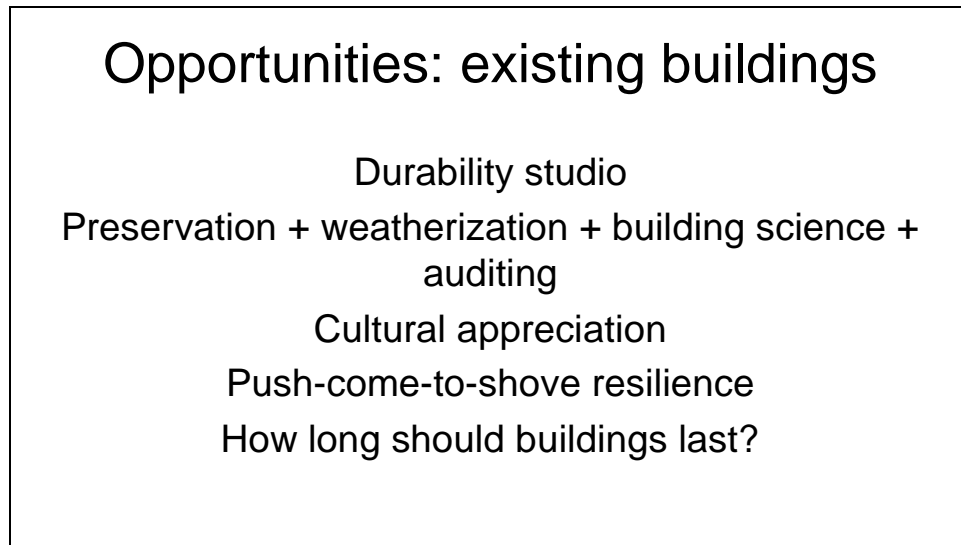 Opportunities: existing buildings
Durability studio
Preservation + weatherization + building science +
auditing
Cultural appreciation
Push-come-to-shove resilience
How long should buildings last?